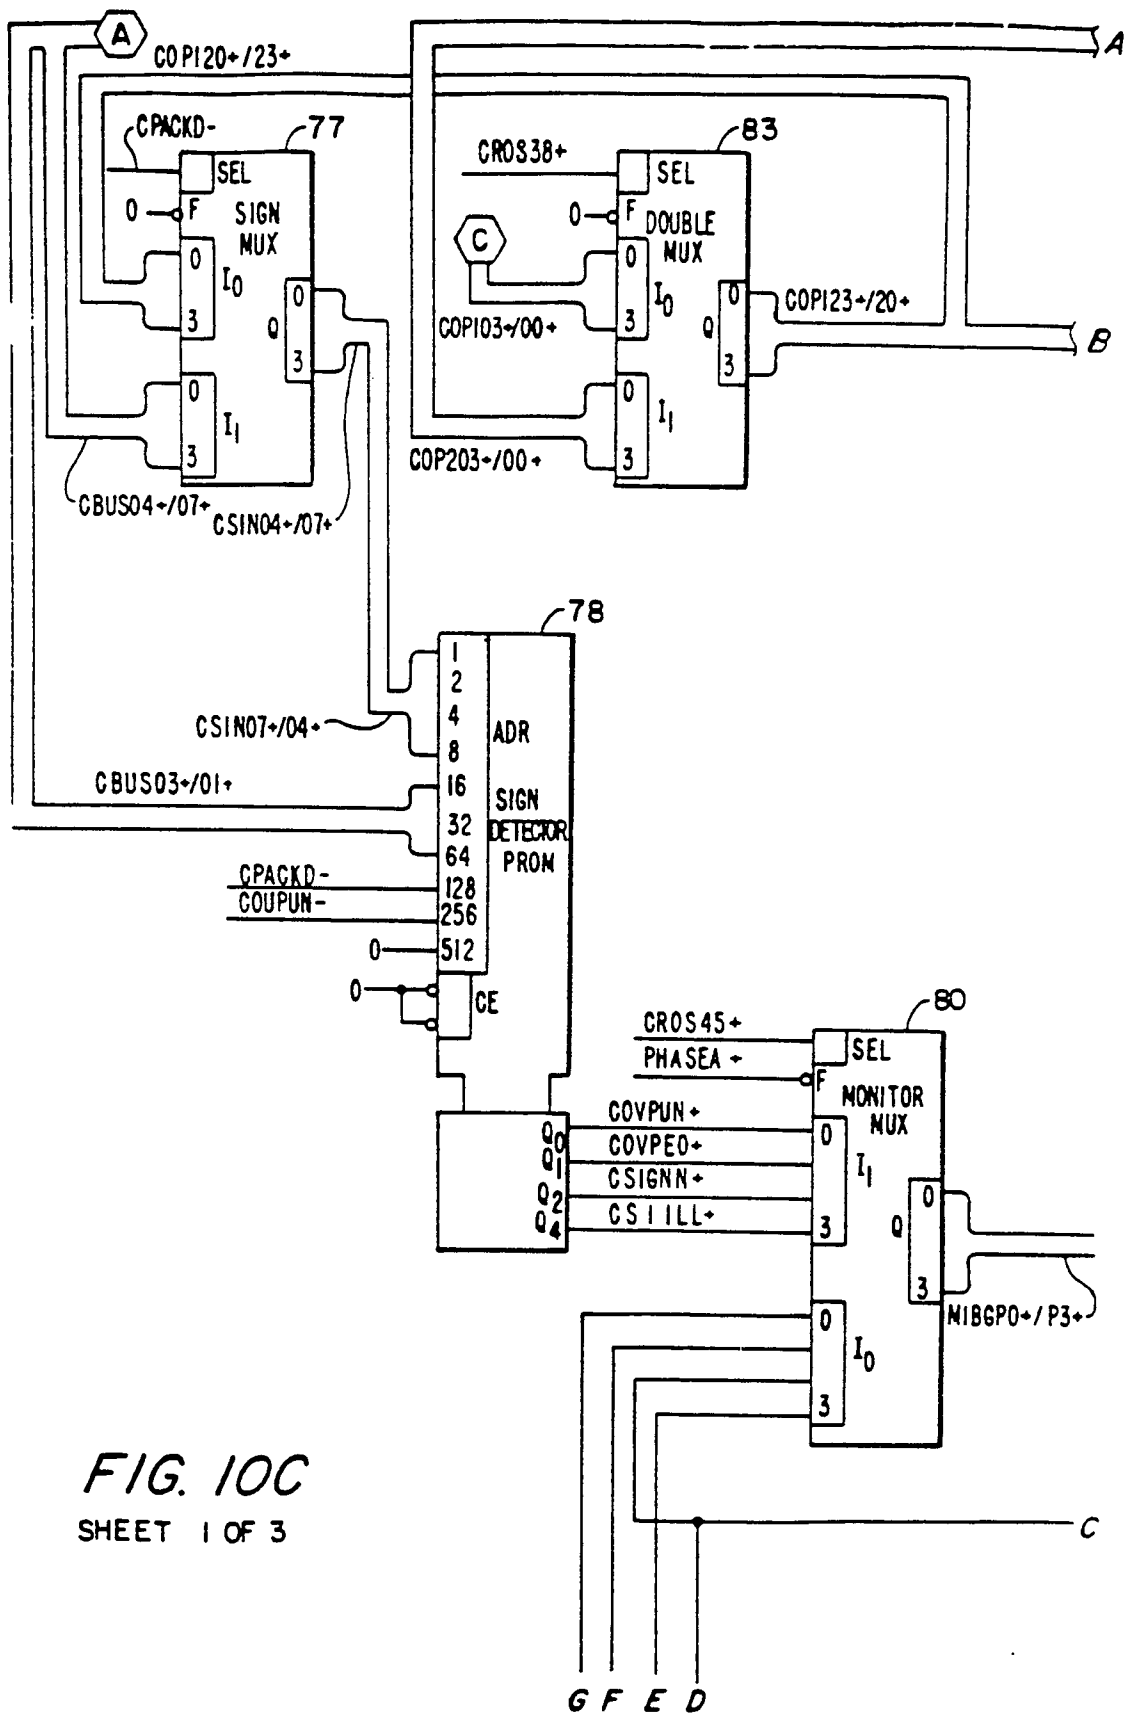 A
COP120+/23+
A
CPACKD-
77
SEL
0
F
SIGN
MUX
0
I0
3
Q
0
3
0
I1
3
CBUS04+/07+
CSIN04+/07+
CROS38+
83
SEL
0
F
DOUBLE
MUX
C
0
I0
3
COP103+/00+
Q
0
3
COP123+/20+
B
0
I1
3
COP203+/00+
78
1
2
4
8
16
32
64
128
256
512
ADR
SIGN
DETECTOR
PROM
CSIN07+/04+
CBUS03+/01+
CPACKD-
COUPUN-
0
0
CE
Q0
Q1
Q2
Q4
COVPUN+
COVPEO+
CSIGNN+
CSIILL+
80
CROS45+
SEL
PHASEA+
F
MONITOR
MUX
0
I1
3
Q
0
3
MIBGPO+/P3+
0
I0
3
FIG. 10C
SHEET 1 OF 3
C
G F E D